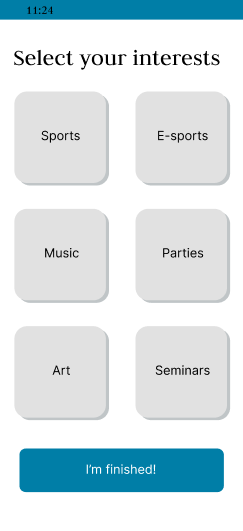 11:24
Select your interests
Sports
E-sports
Music
Parties
Art
Seminars
I'm finished!